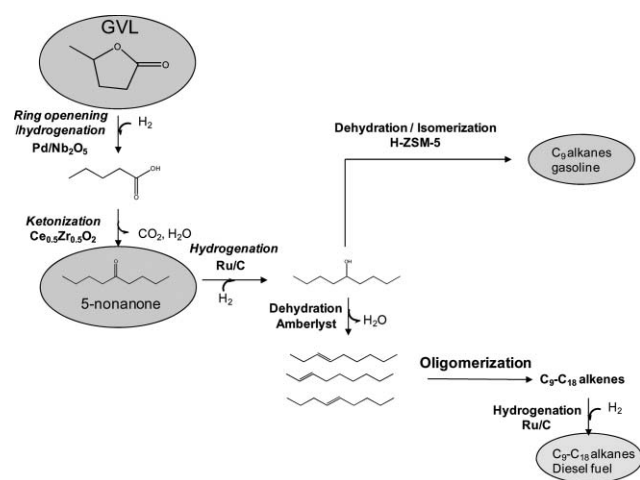 GVL
O
O
Ring openening
/hydrogenation)
H₂
Pd/Nb₂O₅
OH
O
Ketonization
Ce₀.₅Zr₀.₅O₂
CO₂, H₂O
O
5-nonanone
Hydrogenation
Ru/C
H₂
OH
Dehydration / Isomerization
H-ZSM-5
C₉ alkanes
gasoline
Dehydration
Amberlyst
H₂O
Oligomerization
C₉-C₁₈ alkenes
Hydrogenation
Ru/C
H₂
C₉-C₁₈ alkanes
Diesel fuel